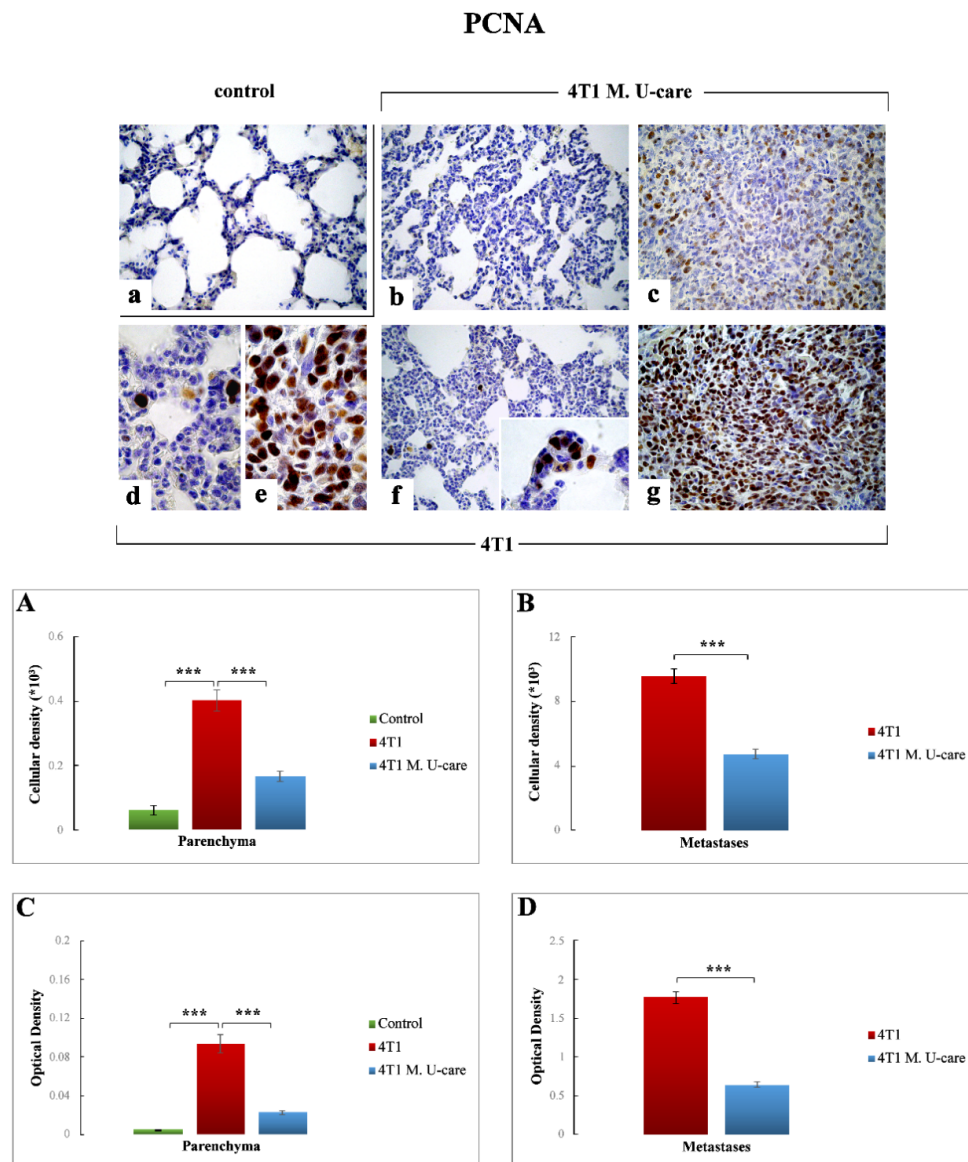 PCNA
control
4T1 M. U-care
a
b
c
d
e
f
g
4T1
A
Cellular density (*10³)
0.6
0.4
0.2
0
***
***
Parenchyma
Control
4T1
4T1 M. U-care
B
Cellular density (*10³)
12
8
4
0
***
Metastases
4T1
4T1 M. U-care
C
Optical Density
0.2
0.16
0.12
0.08
0.04
0
***
***
Parenchyma
Control
4T1
4T1 M. U-care
D
Optical Density
2.5
2
1.5
1
0.5
0
***
Metastases
4T1
4T1 M. U-care